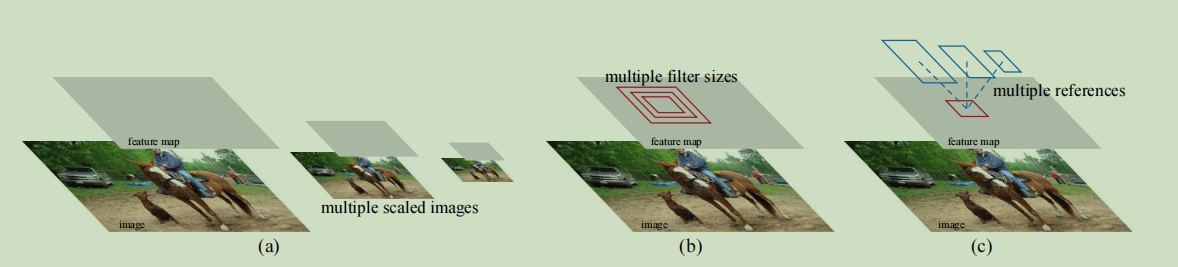 feature map
image
multiple scaled images
(a)
multiple filter sizes
feature map
image
(b)
multiple references
feature map
image
(c)